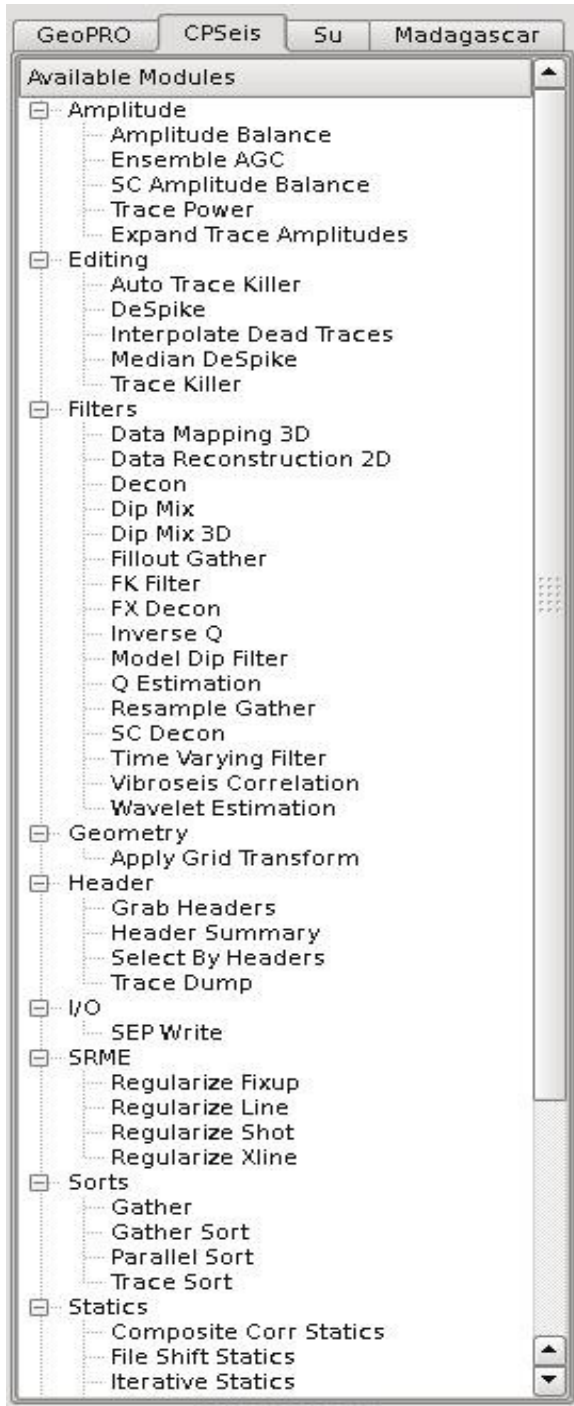 GeoPRO CPSeis Su Madagascar
Available Modules
Amplitude
Amplitude Balance
Ensemble AGC
SC Amplitude Balance
Trace Power
Expand Trace Amplitudes
Editing
Auto Trace Killer
DeSpike
Interpolate Dead Traces
Median DeSpike
Trace Killer
Filters
Data Mapping 3D
Data Reconstruction 2D
Decon
Dip Mix
Dip Mix 3D
Fillout Gather
FK Filter
FX Decon
Inverse Q
Model Dip Filter
Q Estimation
Resample Gather
SC Decon
Time Varying Filter
Vibroseis Correlation
Wavelet Estimation
Geometry
Apply Grid Transform
Header
Grab Headers
Header Summary
Select By Headers
Trace Dump
I/O
SEP Write
SRME
Regularize Fixup
Regularize Line
Regularize Shot
Regularize Xline
Sorts
Gather
Gather Sort
Parallel Sort
Trace Sort
Statics
Composite Corr Statics
File Shift Statics
Iterative Statics